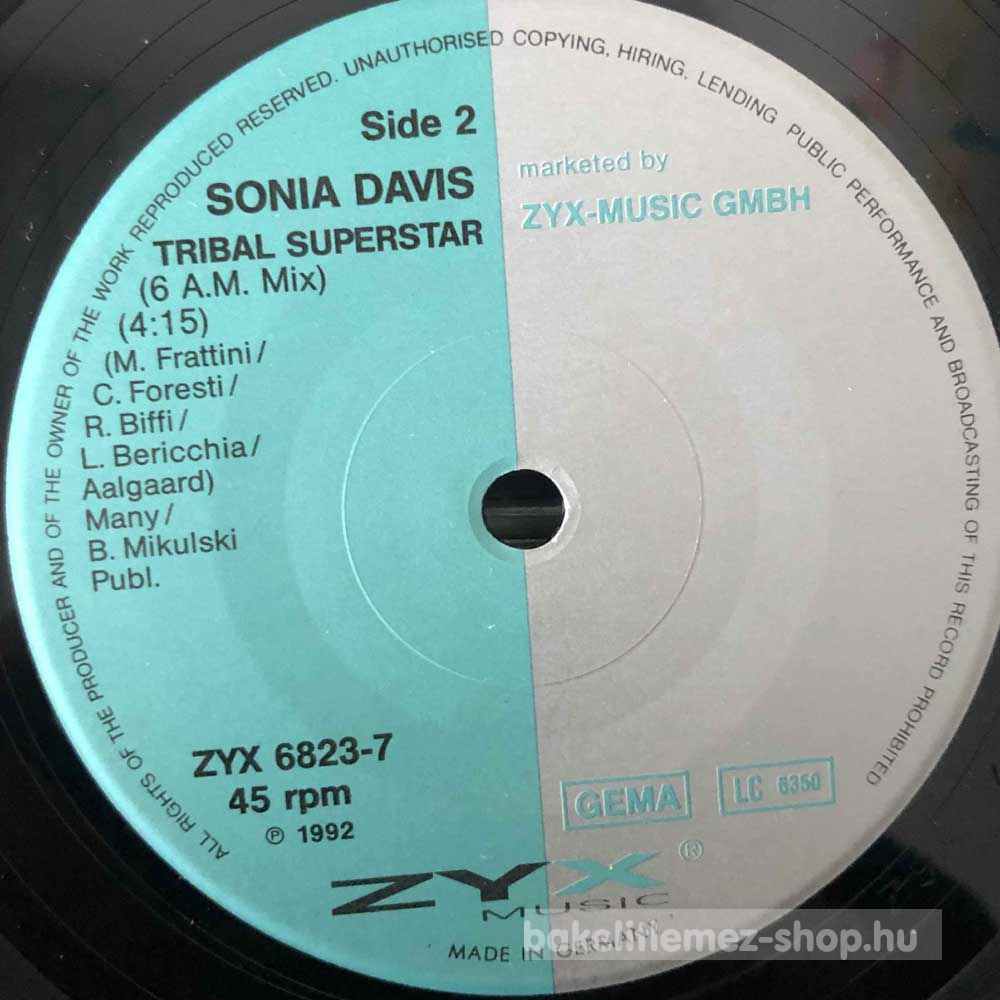 ALL RIGHTS OF THE PRODUCER AND OF THE OWNER OF THE WORK REPRODUCED RESERVED. UNAUTHORISED COPYING, HIRING, LENDING PUBLIC PERFORMANCE AND BROADCASTING OF THIS RECORD PROHIBITED
Side 2
SONIA DAVIS
TRIBAL SUPERSTAR
(6 A.M. Mix)
(4:15)
(M. Frattini/
C. Foresti/
R. Biffi/
L. Bericchia/
Aalgaard)
Many/
B. Mikulski
Publ.
marketed by
ZYX-MUSIC GMBH
ZYX 6823-7
45 rpm
℗ 1992
GEMA
LC 6350
ZYX ®
MUSIC
MADE IN GERMANY
bakelitlemez-shop.hu